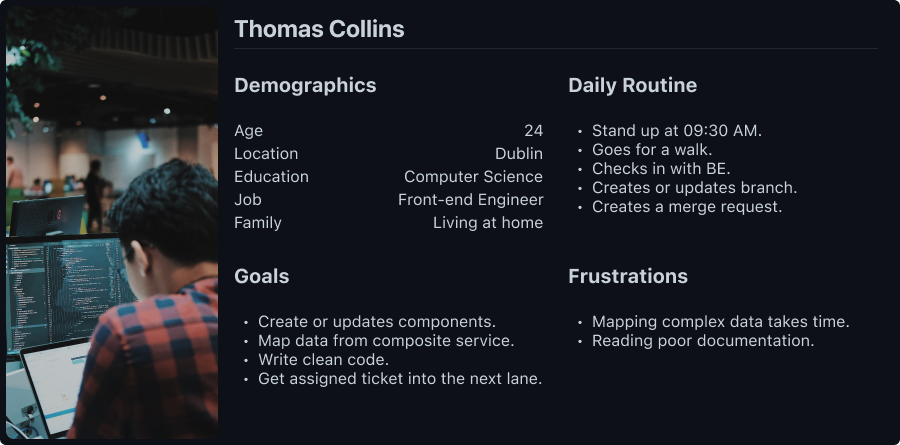 Thomas Collins
Demographics
Age 24
Location Dublin
Education Computer Science
Job Front-end Engineer
Family Living at home
Daily Routine
• Stand up at 09:30 AM.
• Goes for a walk.
• Checks in with BE.
• Creates or updates branch.
• Creates a merge request.
Goals
• Create or updates components.
• Map data from composite service.
• Write clean code.
• Get assigned ticket into the next lane.
Frustrations
• Mapping complex data takes time.
• Reading poor documentation.